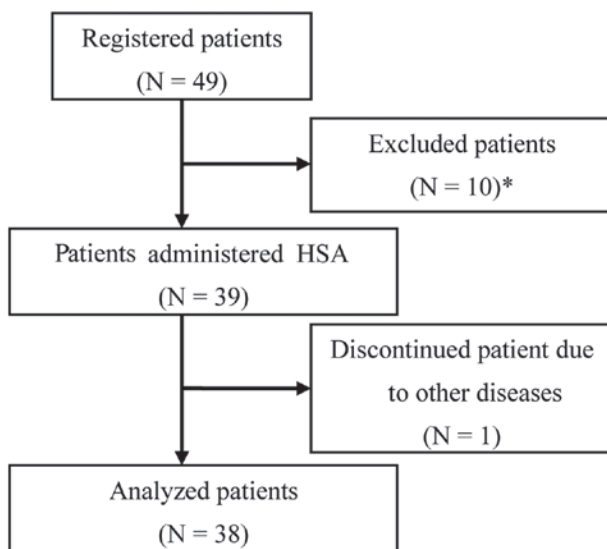 Registered patients
(N = 49)
Excluded patients
(N = 10)*
Patients administered HSA
(N = 39)
Discontinued patient due
to other diseases
(N = 1)
Analyzed patients
(N = 38)